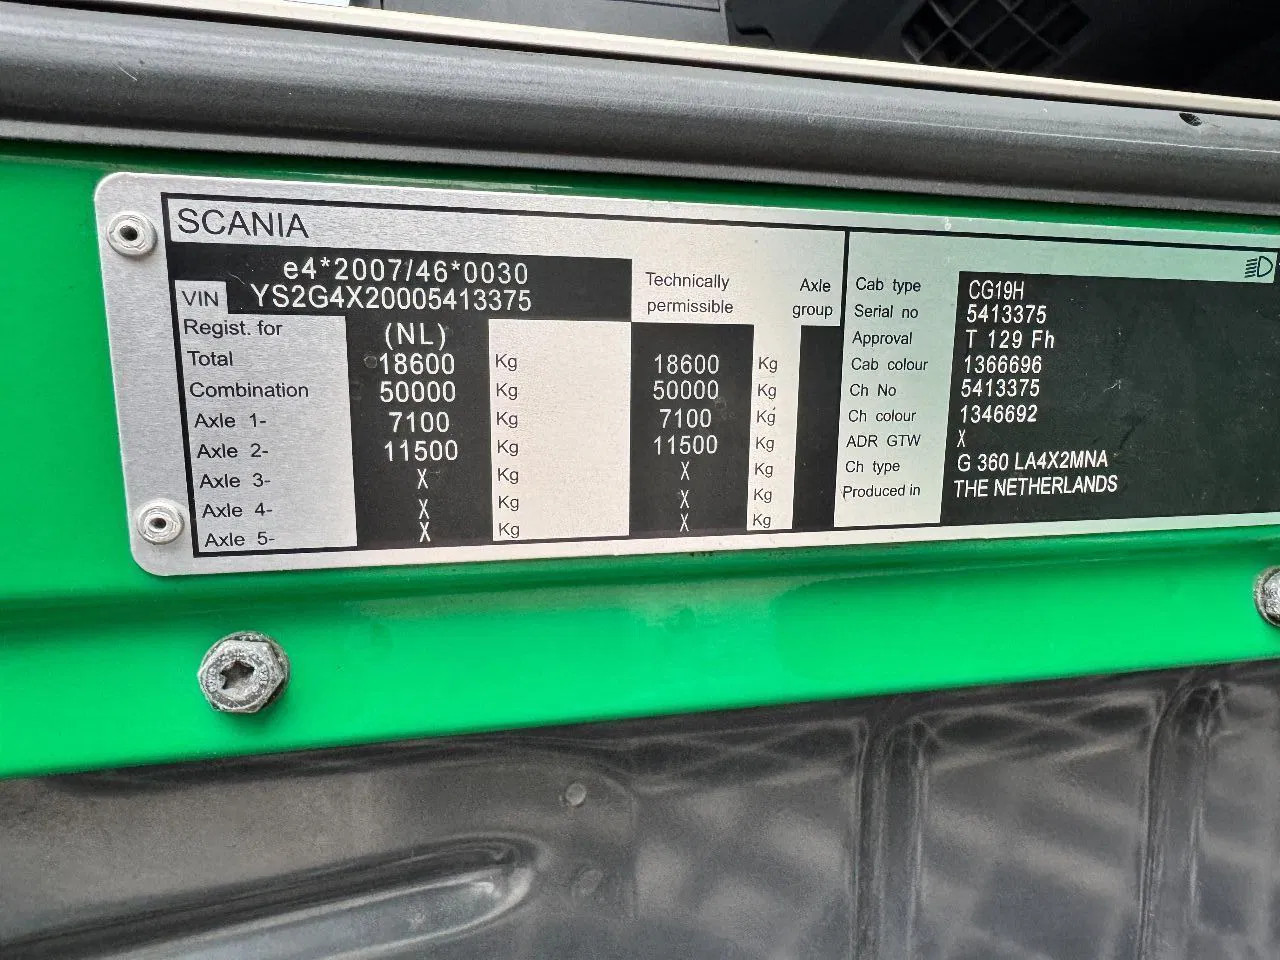 SCANIA
e4*2007/46*0030
VIN YS2G4X20005413375
Regist. for (NL)
Technically permissible
Axle group
Total 18600 Kg 18600 Kg
Combination 50000 Kg 50000 Kg
Axle 1- 7100 Kg 7100 Kg
Axle 2- 11500 Kg 11500 Kg
Axle 3- X Kg X Kg
Axle 4- X Kg X Kg
Axle 5- X Kg X Kg
Cab type CG19H
Serial no 5413375
Approval T 129 Fh
Cab colour 1366696
Ch No 5413375
Ch colour 1346692
ADR GTW X
Ch type G 360 LA4X2MNA
Produced in THE NETHERLANDS